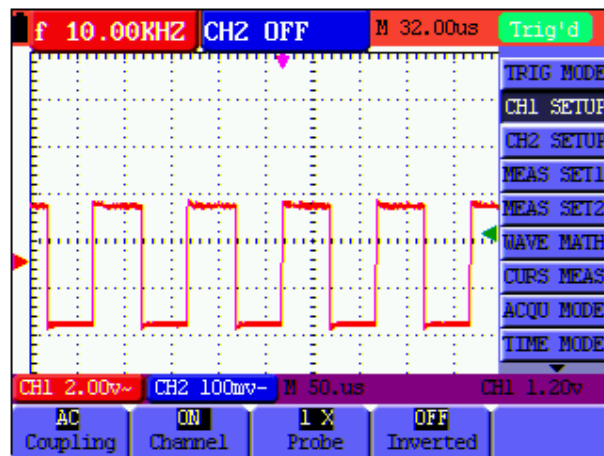 f 10.00KHZ CH2 OFF M 32.00us Trig'd
TRIG MODE
CH1 SETUP
CH2 SETUP
MEAS SET1
MEAS SET2
WAVE MATH
CURS MEAS
ACQU MODE
TIME MODE
CH1 2.00v~ CH2 100mv- M 50.us CH1 1.20v
AC ON 1 X OFF
Coupling Channel Probe Inverted